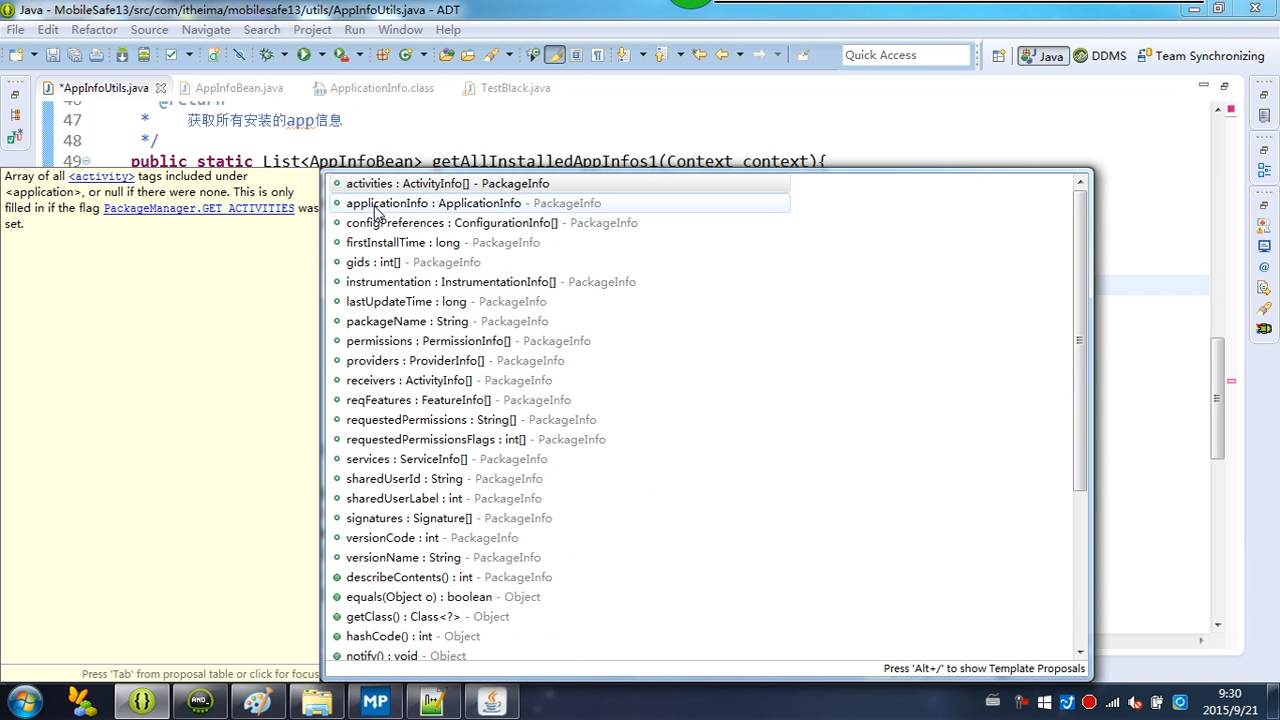 Java - MobileSafe13/src/com/itheima/mobilesafe13/utils/AppInfoUtils.java - ADT
File Edit Refactoring Source Navigate Search Project Run Window Help
Quick Access
Java
DDMS
Team Synchronizing
*AppInfoUtils.java
AppInfoBean.java
ApplicationInfo.class
TestBlack.java
46 @return
47 * 获取所有安装的app信息
48 */
49 public static List<AppInfoBean> getAllInstalledAppInfos1(Context context){
Array of all <activity> tags included under
<application>, or null if there were none. This is only
filled in if the flag PackageManager.GET_ACTIVITIES was
set.
activities : ActivityInfo[] - PackageInfo
applicationInfo : ApplicationInfo - PackageInfo
configPreferences : ConfigurationInfo[] - PackageInfo
firstInstallTime : long - PackageInfo
gids : int[] - PackageInfo
instrumentation : InstrumentationInfo[] - PackageInfo
lastUpdateTime : long - PackageInfo
packageName : String - PackageInfo
permissions : PermissionInfo[] - PackageInfo
providers : ProviderInfo[] - PackageInfo
receivers : ActivityInfo[] - PackageInfo
reqFeatures : FeatureInfo[] - PackageInfo
requestedPermissions : String[] - PackageInfo
requestedPermissionsFlags : int[] - PackageInfo
services : ServiceInfo[] - PackageInfo
sharedUserId : String - PackageInfo
sharedUserLabel : int - PackageInfo
signatures : Signature[] - PackageInfo
versionCode : int - PackageInfo
versionName : String - PackageInfo
describeContents() : int - PackageInfo
equals(Object o) : boolean - Object
getClass() : Class<?> - Object
hashCode() : int - Object
notify() : void - Object
Press 'Tab' from proposal table or click for focus
Press 'Alt+/' to show Template Proposals
AND_
MP
9:30
2015/9/21